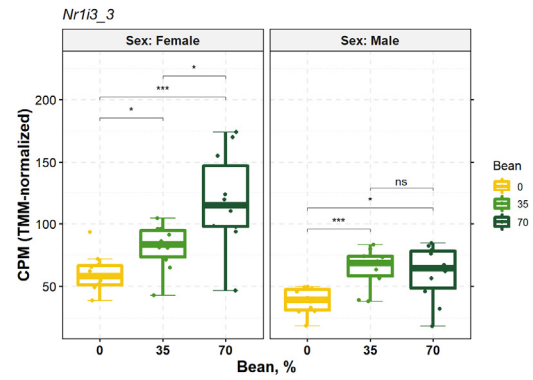 Nr1i3_3
Sex: Female
Sex: Male
CPM (TMM-normalized)
200
150
100
50
*
***
*
ns
*
***
0
35
70
0
35
70
Bean, %
Bean
0
35
70